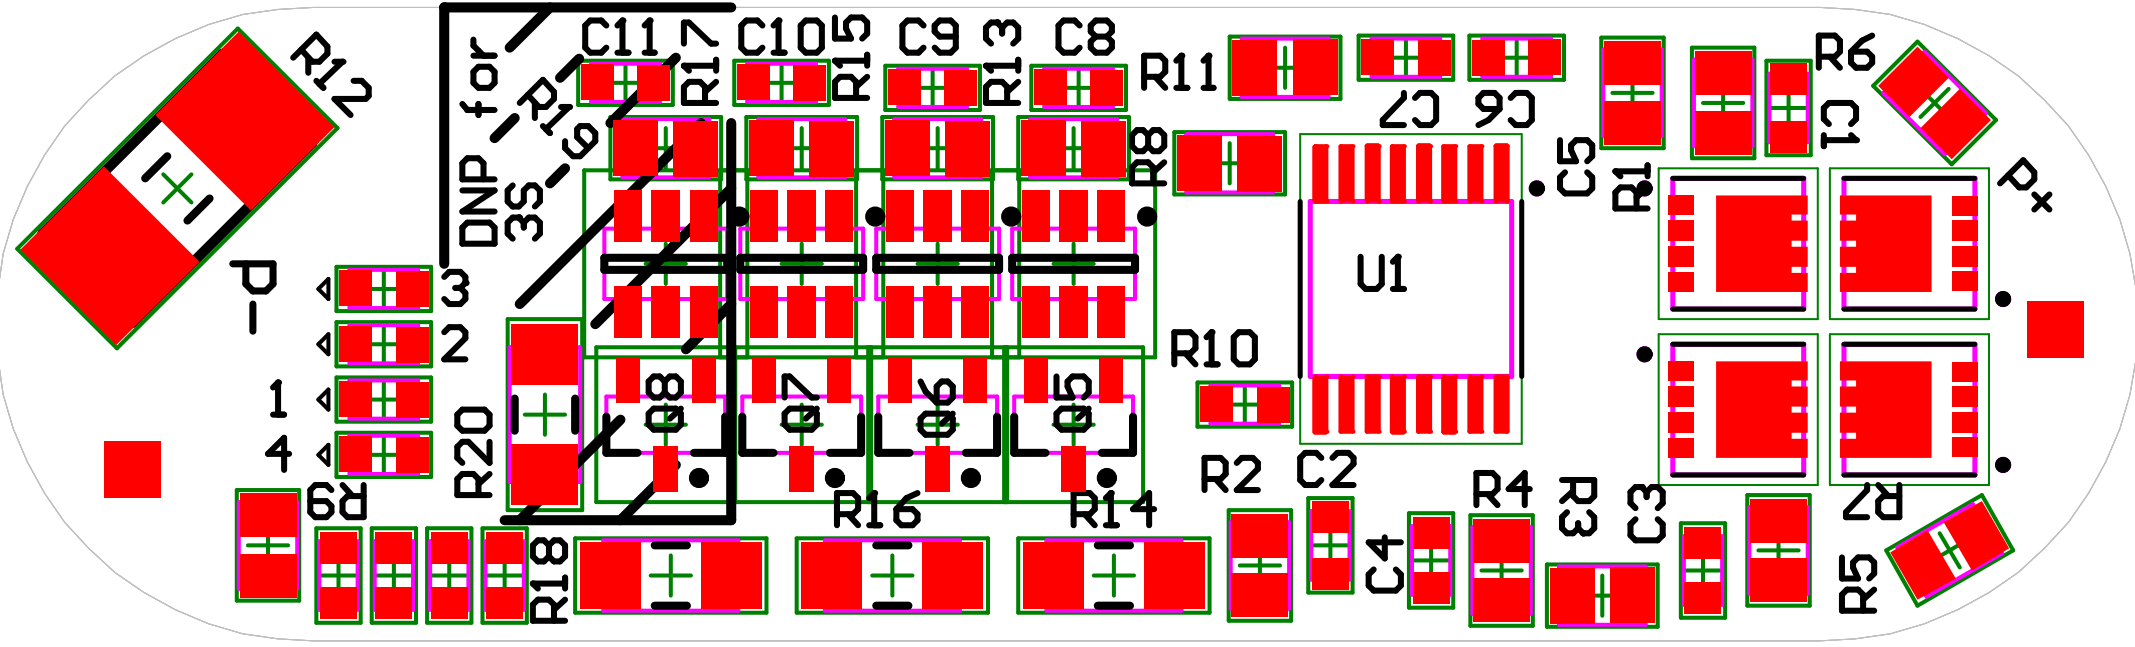 R12
DNP for
3S
R19
C11
R17
C10
R15
C9
R13
C8
R11
R8
C7
C6
C5
R1
C1
R6
P+
P-
3
2
1
4
R9
R20
Q8
Q7
Q6
Q5
U1
R10
R18
R16
R14
R2
C2
C4
R4
R3
C3
R7
R5